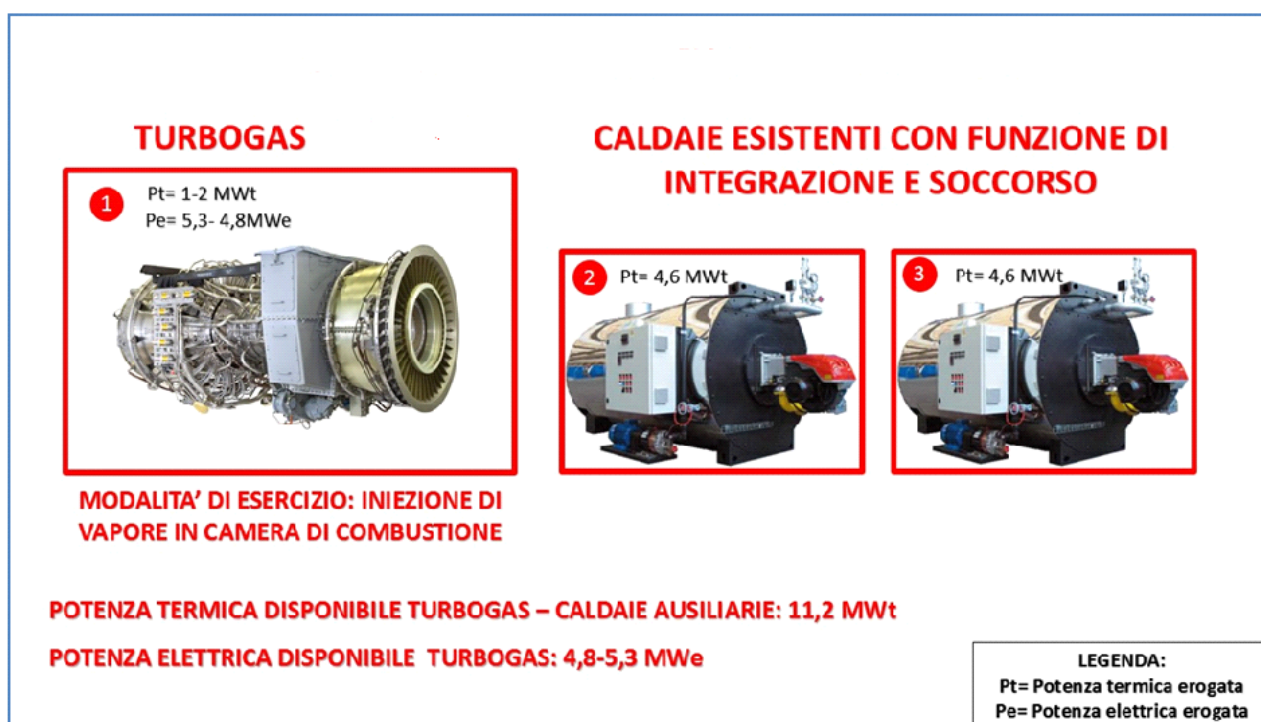 TURBOGAS
1
Pt= 1-2 MWt
Pe= 5,3- 4,8MWe
MODALITA’ DI ESERCIZIO: INIEZIONE DI
VAPORE IN CAMERA DI COMBUSTIONE
CALDAIE ESISTENTI CON FUNZIONE DI
INTEGRAZIONE E SOCCORSO
2 Pt= 4,6 MWt
3 Pt= 4,6 MWt
POTENZA TERMICA DISPONIBILE TURBOGAS – CALDAIE AUSILIARIE: 11,2 MWt
POTENZA ELETTRICA DISPONIBILE TURBOGAS: 4,8-5,3 MWe
LEGENDA:
Pt= Potenza termica erogata
Pe= Potenza elettrica erogata